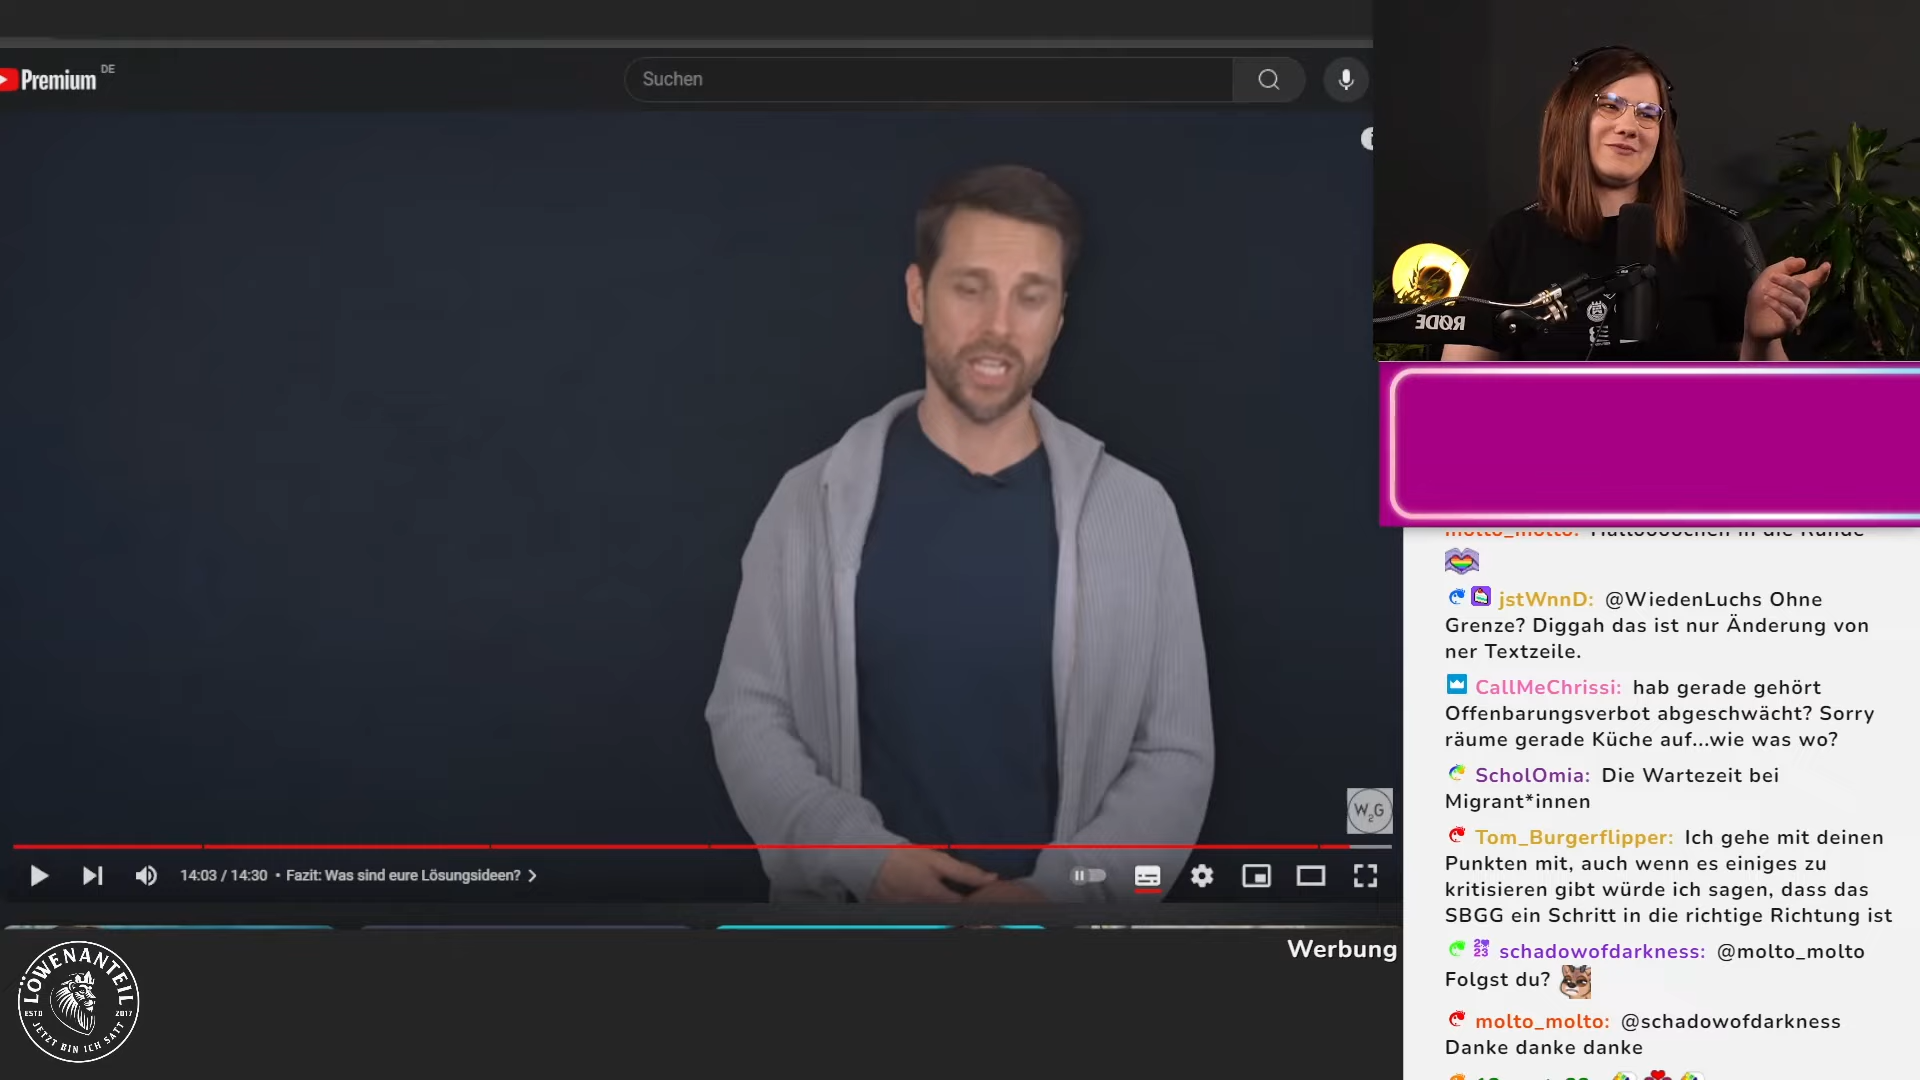 Premium DE
Suchen
14:03 / 14:30 • Fazit: Was sind eure Lösungsideen?
W2G
Werbung
LÖWENANTEIL
ESTD 2017
JETZT BIN ICH SATT
RØDE
jstWnnD: @WiedenLuchs Ohne
Grenze? Diggah das ist nur Änderung von
ner Textzeile.
CallMeChrissi: hab gerade gehört
Offenbarungsverbot abgeschwächt? Sorry
räume gerade Küche auf...wie was wo?
ScholOmia: Die Wartezeit bei
Migrant*innen
Tom_Burgerflipper: Ich gehe mit deinen
Punkten mit, auch wenn es einiges zu
kritisieren gibt würde ich sagen, dass das
SBGG ein Schritt in die richtige Richtung ist
schadowofdarkness: @molto_molto
Folgst du?
molto_molto: @schadowofdarkness
Danke danke danke